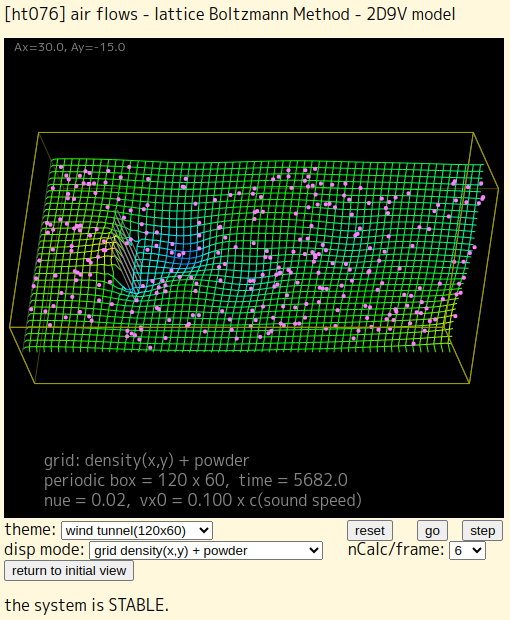 [ht076] air flows - lattice Boltzmann Method - 2D9V model
Ax=30.0, Ay=-15.0
grid: density(x,y) + powder
periodic box = 120 x 60, time = 5682.0
nue = 0.02, vx0 = 0.100 x c(sound speed)
theme: wind tunnel(120x60) reset go step
disp mode: grid density(x,y) + powder nCalc/frame: 6
return to initial view
the system is STABLE.